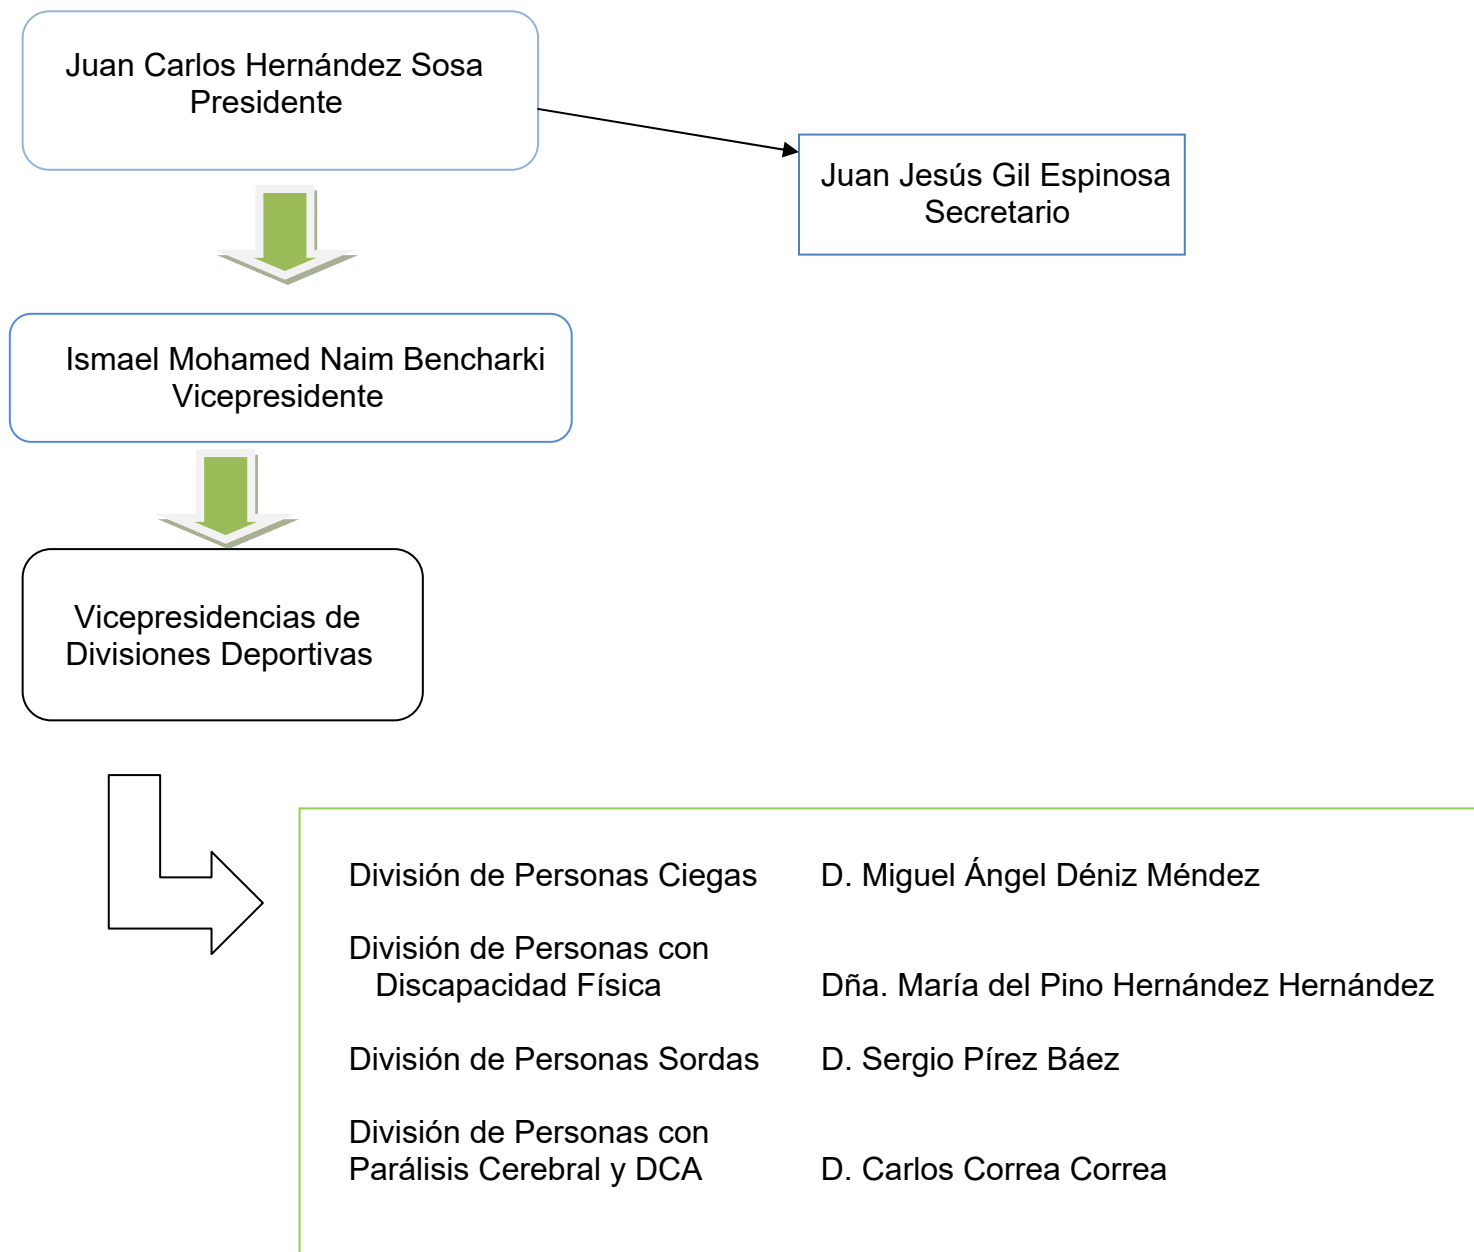 Juan Carlos Hernández Sosa
Presidente
Juan Jesús Gil Espinosa
Secretario
Ismael Mohamed Naim Bencharki
Vicepresidente
Vicepresidencias de
Divisiones Deportivas
División de Personas Ciegas D. Miguel Ángel Déniz Méndez
División de Personas con
Discapacidad Física Dña. María del Pino Hernández Hernández
División de Personas Sordas D. Sergio Pírez Báez
División de Personas con
Parálisis Cerebral y DCA D. Carlos Correa Correa